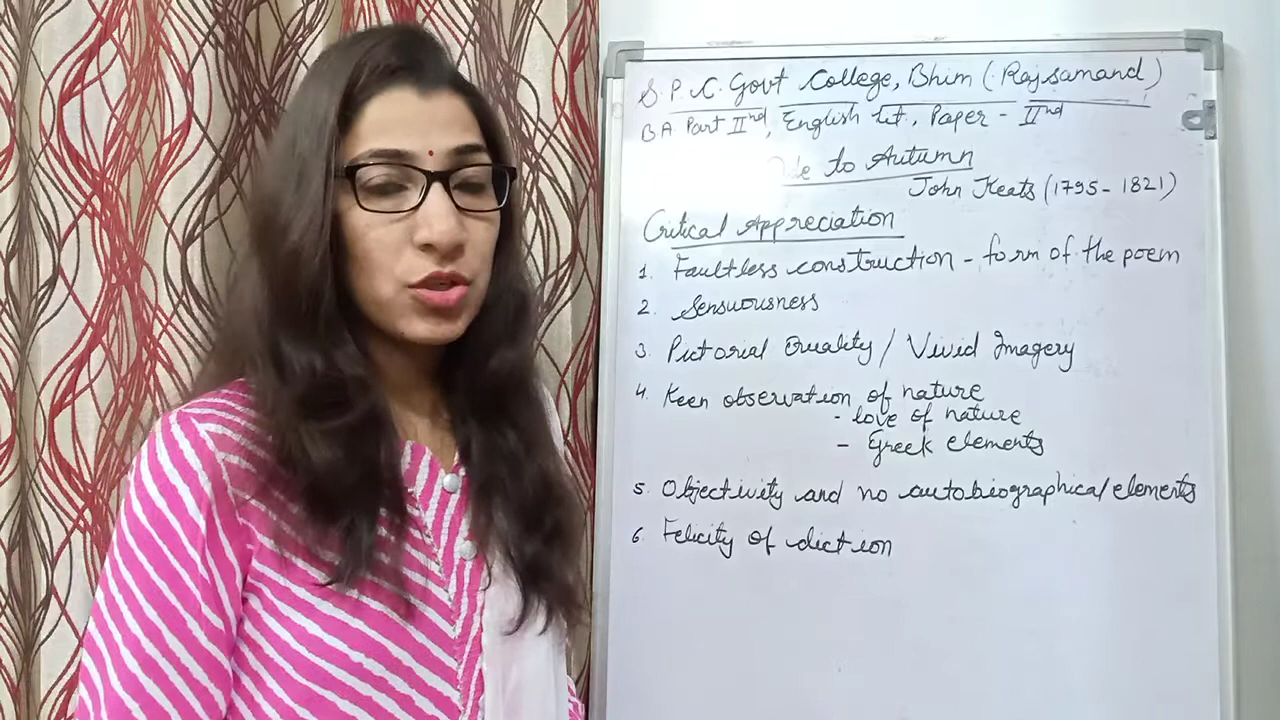 S.P.C. Govt College, Bhim (Rajsamand)
BA Part IInd, English Lit., Paper - IInd
to Autumn
John Keats (1795-1821)
Critical Appreciation
1. Faultless construction - form of the poem
2. Sensuousness
3. Pictorial Quality / Vivid Imagery
4. Keen observation of nature
- love of nature
- Greek elements
5. Objectivity and no autobiographical elements
6. Felicity of diction